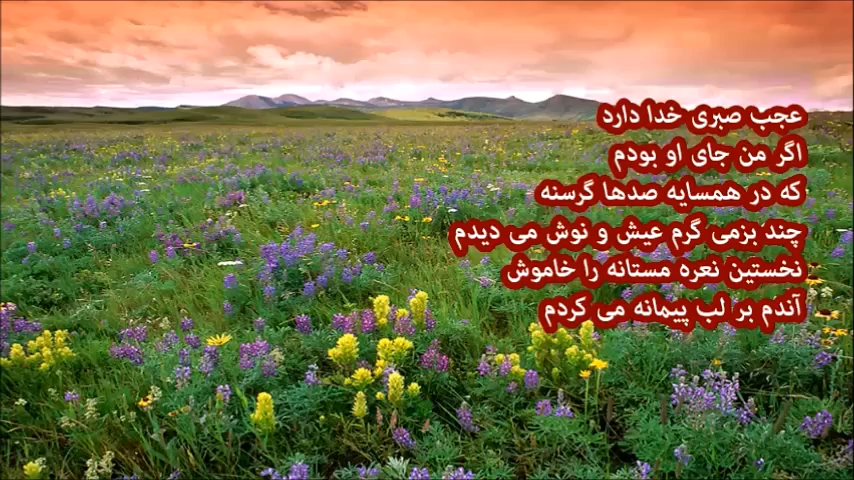 عجب صبری خدا دارد
اگر من جای او بودم
که در همسایه صدها گرسنه
چند بزمی گرم عیش و نوش می دیدم
نخستین نعره مستانه را خاموش
آندم بر لب پیمانه می کردم